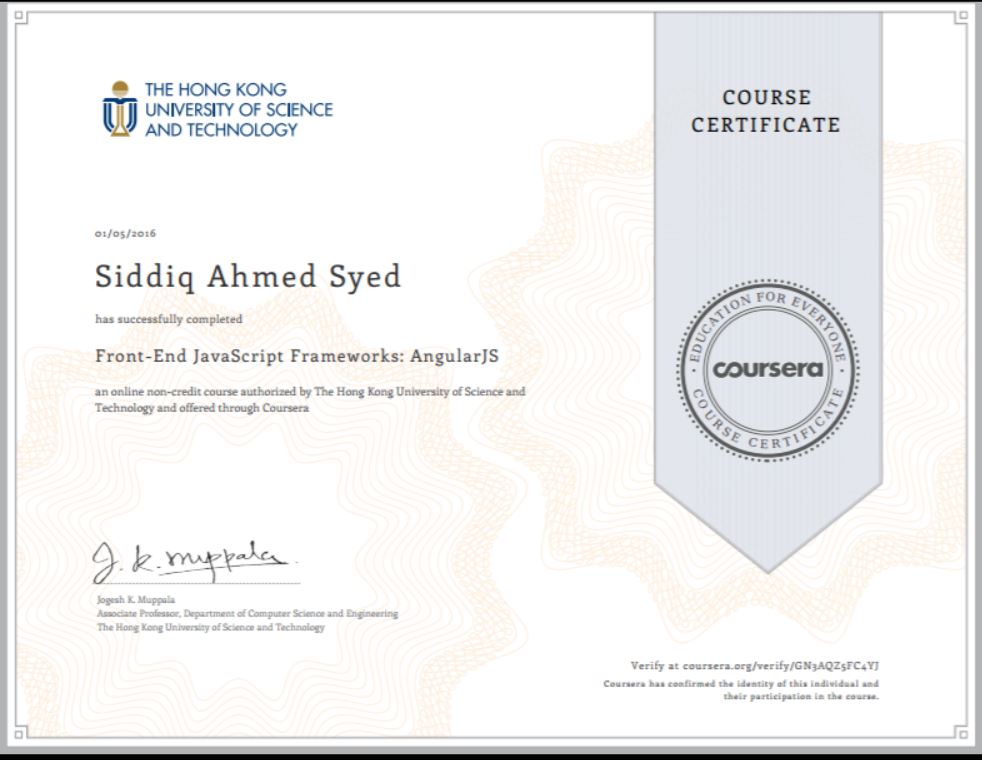 THE HONG KONG
UNIVERSITY OF SCIENCE
AND TECHNOLOGY
COURSE
CERTIFICATE
01/05/2016
Siddiq Ahmed Syed
has successfully completed
Front-End JavaScript Frameworks: AngularJS
an online non-credit course authorized by The Hong Kong University of Science and
Technology and offered through Coursera
EDUCATION FOR EVERYONE
coursera
COURSE CERTIFICATE
J. K. Muppala
Jogesh K. Muppala
Associate Professor, Department of Computer Science and Engineering
The Hong Kong University of Science and Technology
Verify at coursera.org/verify/GN3AQZ5FC4YJ
Coursera has confirmed the identity of this individual and
their participation in the course.